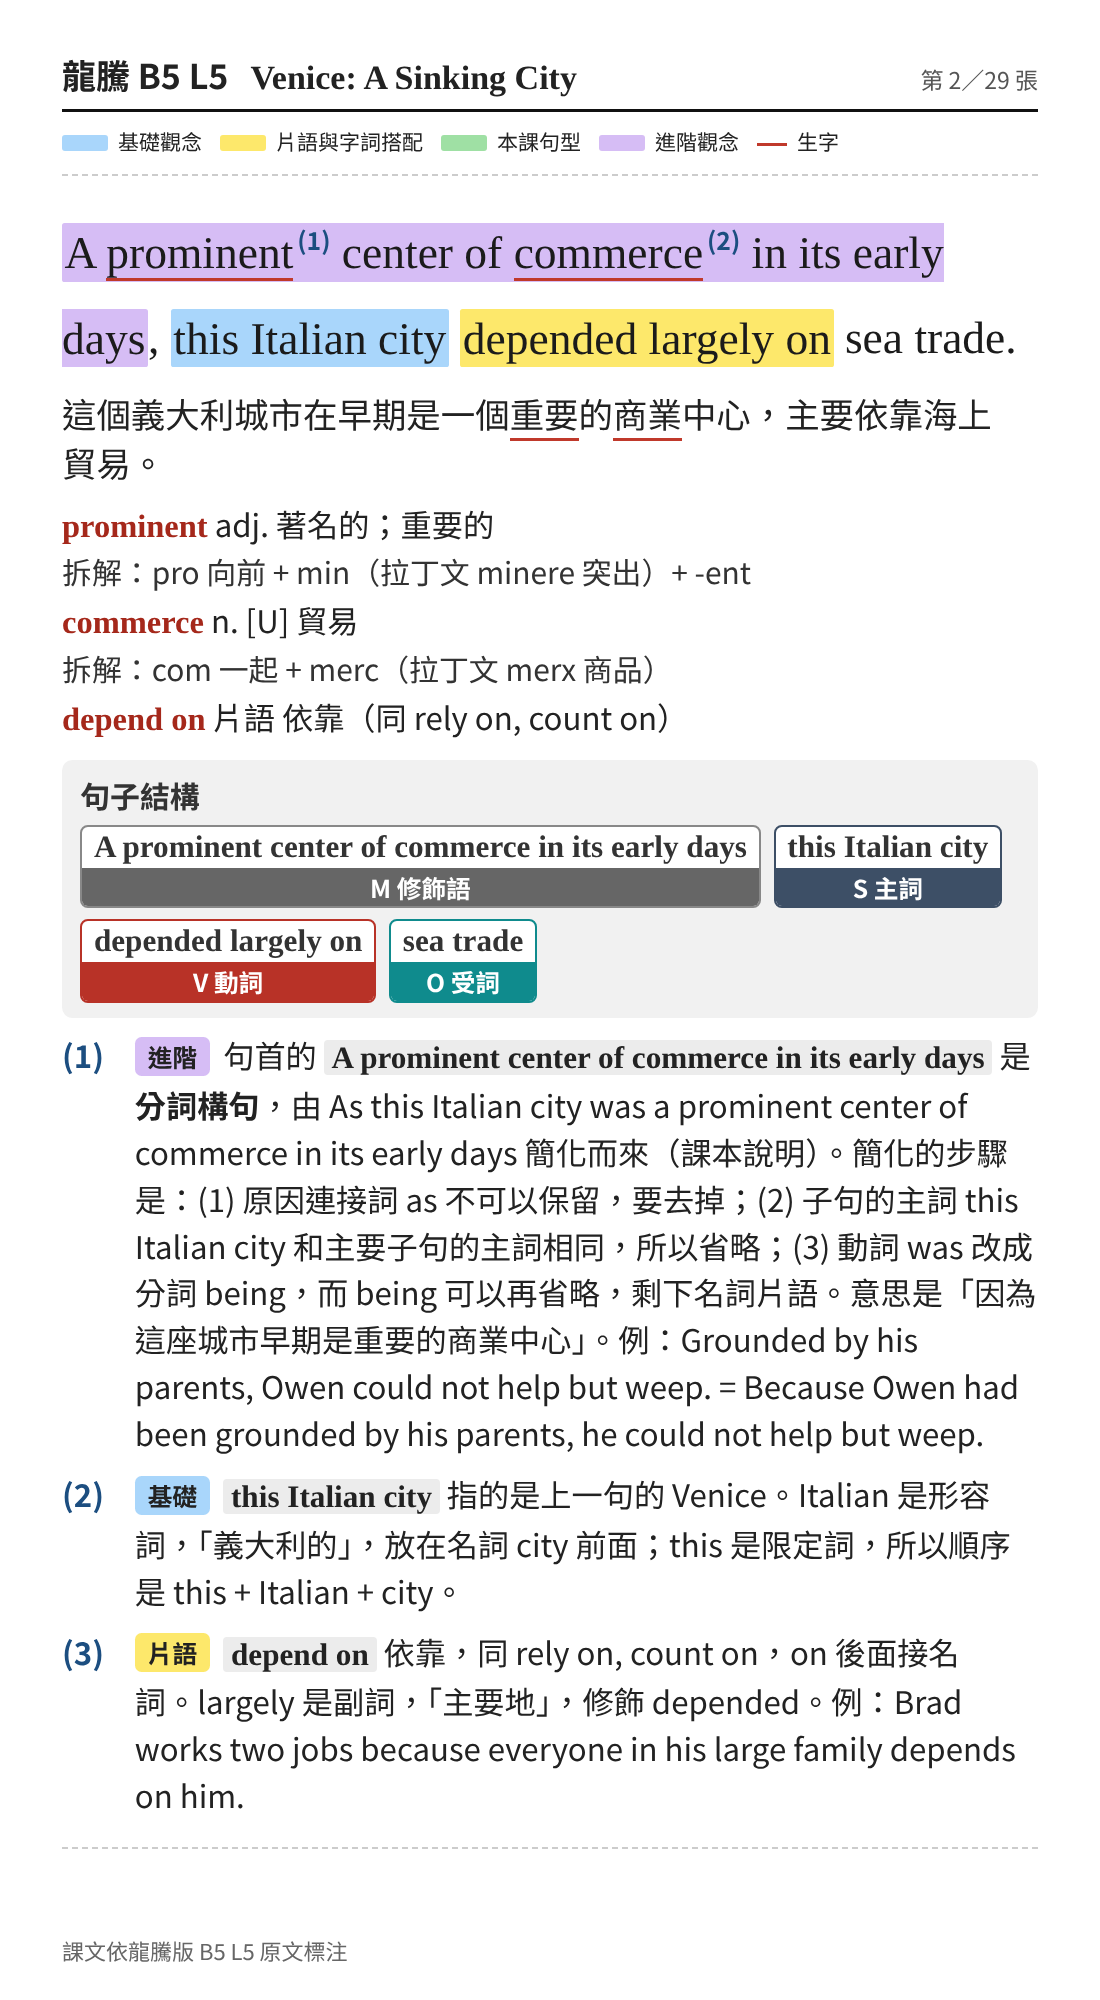 龍騰 B5 L5 Venice: A Sinking City 第 2／29 張
基礎觀念 片語與字詞搭配 本課句型 進階觀念 生字
A prominent(1) center of commerce(2) in its early
days, this Italian city depended largely on sea trade.
這個義大利城市在早期是一個重要的商業中心，主要依靠海上
貿易。
prominent adj. 著名的；重要的
拆解：pro 向前 + min（拉丁文 minere 突出）+ -ent
commerce n. [U] 貿易
拆解：com 一起 + merc（拉丁文 merx 商品）
depend on 片語 依靠（同 rely on, count on）
句子結構
A prominent center of commerce in its early days this Italian city
M 修飾語 S 主詞
depended largely on sea trade
V 動詞 O 受詞
(1) 進階 句首的 A prominent center of commerce in its early days 是
分詞構句，由 As this Italian city was a prominent center of
commerce in its early days 簡化而來（課本說明）。簡化的步驟
是：(1) 原因連接詞 as 不可以保留，要去掉；(2) 子句的主詞 this
Italian city 和主要子句的主詞相同，所以省略；(3) 動詞 was 改成
分詞 being，而 being 可以再省略，剩下名詞片語。意思是「因為
這座城市早期是重要的商業中心」。例：Grounded by his
parents, Owen could not help but weep. = Because Owen had
been grounded by his parents, he could not help but weep.
(2) 基礎 this Italian city 指的是上一句的 Venice。Italian 是形容
詞，「義大利的」，放在名詞 city 前面；this 是限定詞，所以順序
是 this + Italian + city。
(3) 片語 depend on 依靠，同 rely on, count on，on 後面接名
詞。largely 是副詞，「主要地」，修飾 depended。例：Brad
works two jobs because everyone in his large family depends
on him.
課文依龍騰版 B5 L5 原文標注